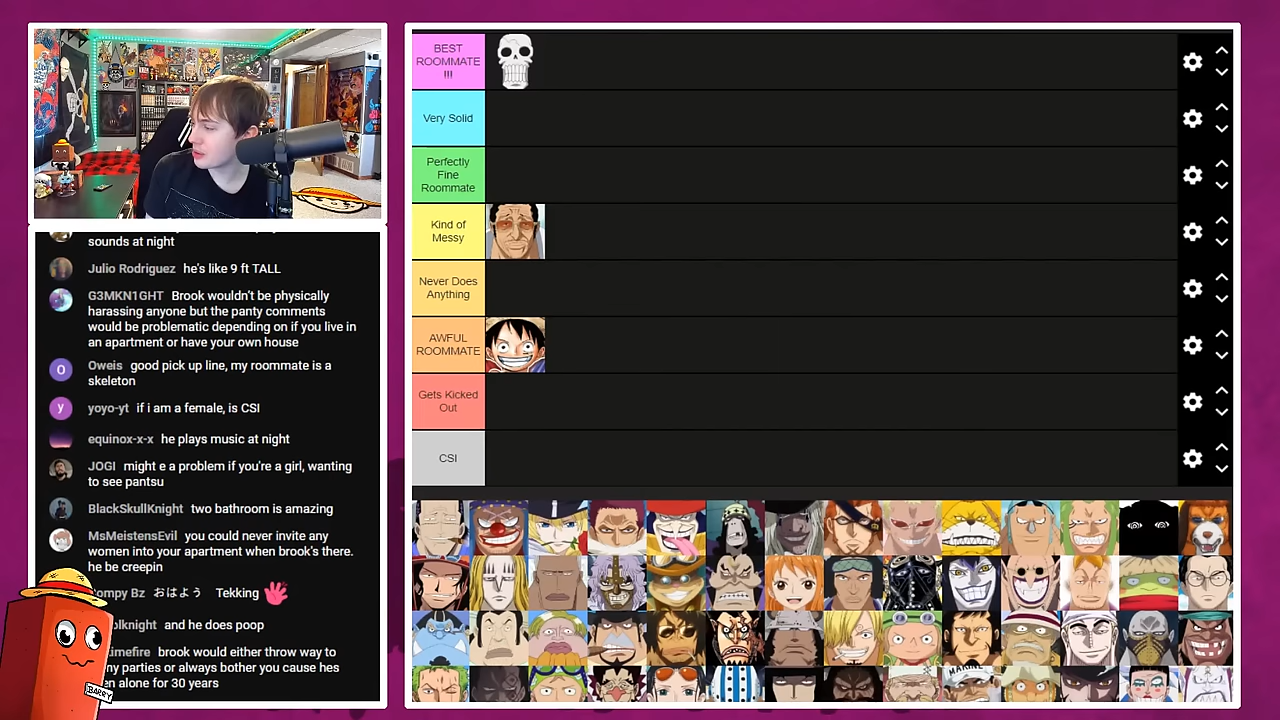 BEST
ROOMMATE
!!!
Very Solid
Perfectly
Fine
Roommate
Kind of
Messy
Never Does
Anything
AWFUL
ROOMMATE
Gets Kicked
Out
CSI
sounds at night
Julio Rodriguez he's like 9 ft TALL
G3MKN1GHT Brook wouldn't be physically
harassing anyone but the panty comments
would be problematic depending on if you live in
an apartment or have your own house
O
Oweis good pick up line, my roommate is a
skeleton
y
yoyo-yt if i am a female, is CSI
equinox-x-x he plays music at night
JOGI might e a problem if you're a girl, wanting
to see pantsu
BlackSkullKnight two bathroom is amazing
MsMeistensEvil you could never invite any
women into your apartment when brook's there.
he be creepin
ompy Bz おはよう Tekking
lknight and he does poop
imefire brook would either throw way to
ny parties or always bother you cause hes
en alone for 30 years
BARRY